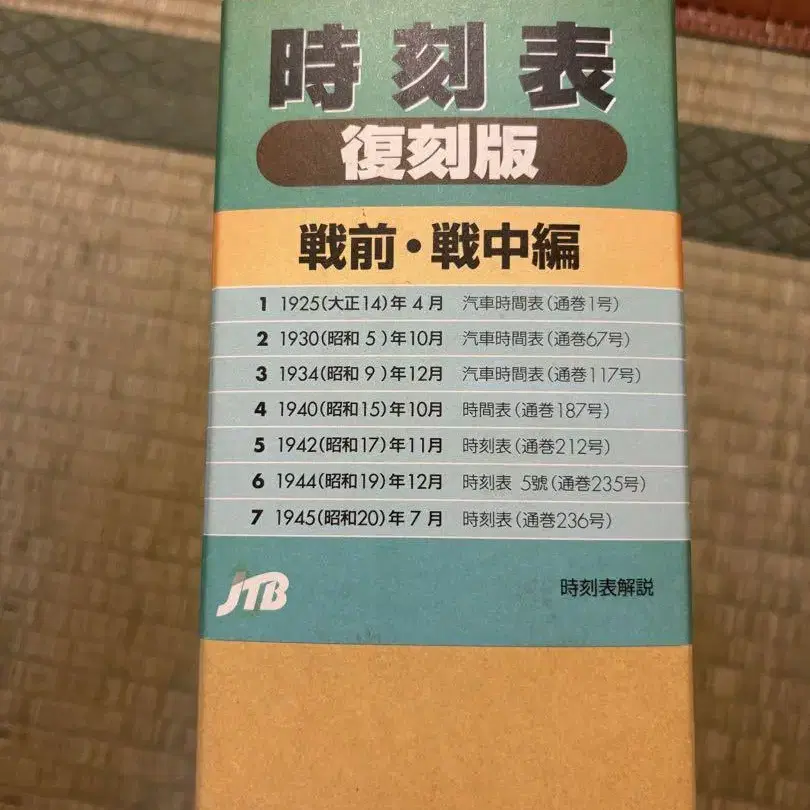 時刻表
復刻版
戦前・戦中編
1 1925(大正14)年 4 月 汽車時間表(通巻1号)
2 1930(昭和 5 )年10月 汽車時間表(通巻67号)
3 1934(昭和 9 )年12月 汽車時間表(通巻117号)
4 1940(昭和15)年10月 時間表(通巻187号)
5 1942(昭和17)年11月 時刻表(通巻212号)
6 1944(昭和19)年12月 時刻表 5號(通巻235号)
7 1945(昭和20)年 7 月 時刻表(通巻236号)
JTB 時刻表解説